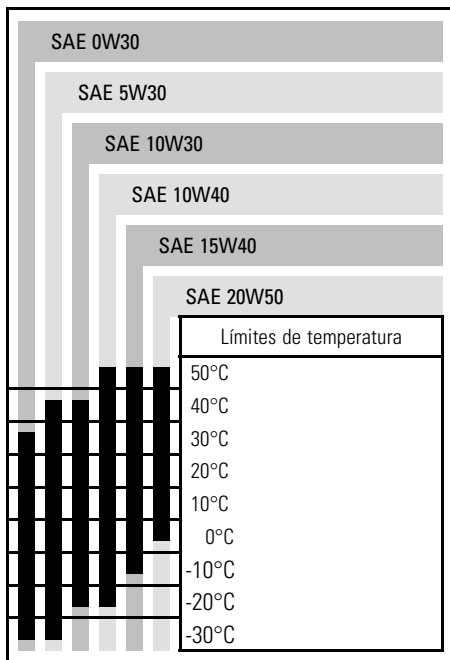 SAE 0W30
SAE 5W30
SAE 10W30
SAE 10W40
SAE 15W40
SAE 20W50
Límites de temperatura
50°C
40°C
30°C
20°C
10°C
0°C
-10°C
-20°C
-30°C